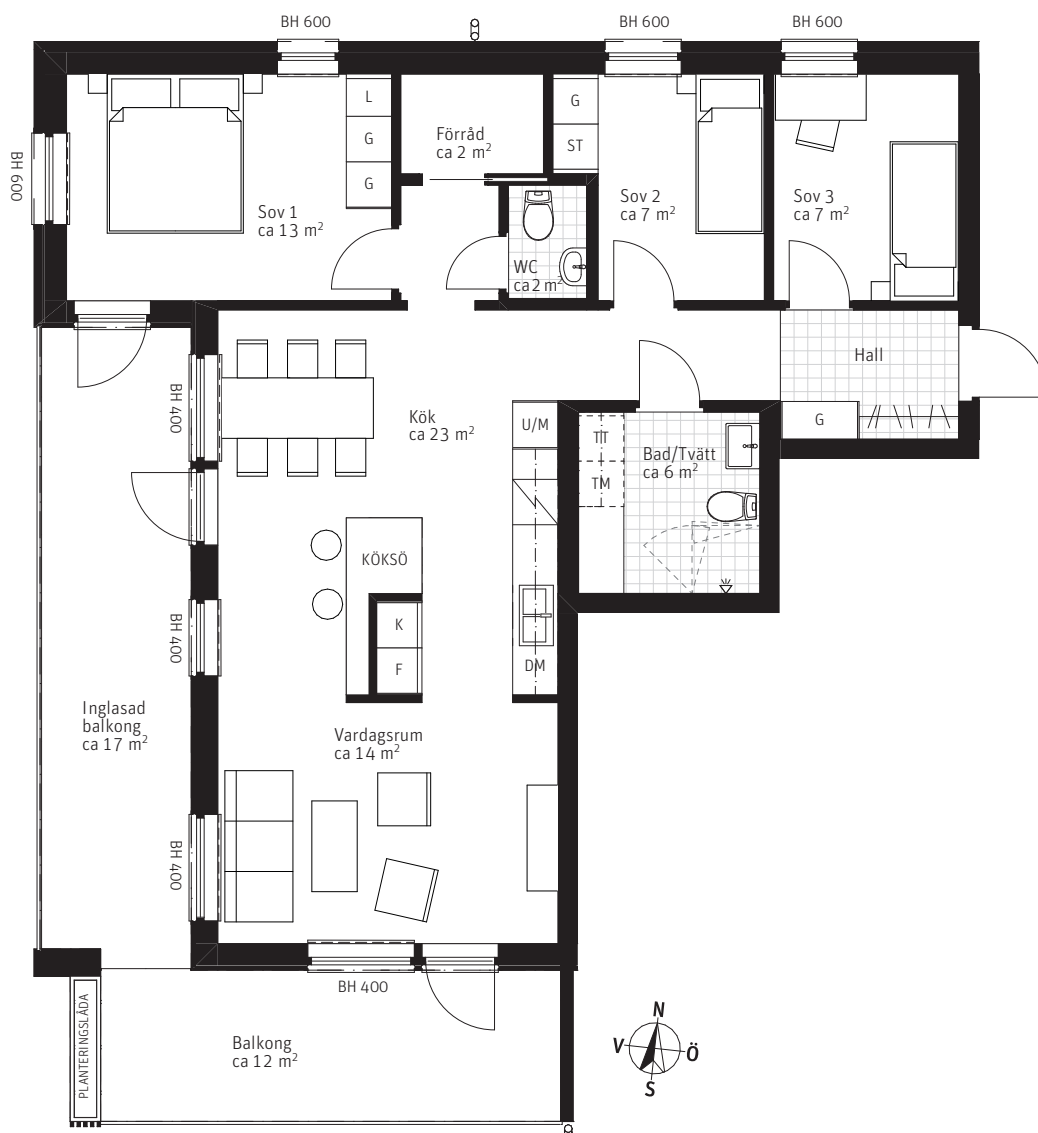 BH 600
BH 600
BH 600
BH 600
L
G
G
Förråd
ca 2 m²
G
ST
Sov 1
ca 13 m²
Sov 2
ca 7 m²
Sov 3
ca 7 m²
WC
ca 2 m²
Hall
G
BH 400
Kök
ca 23 m²
U/M
TT
TM
Bad/Tvätt
ca 6 m²
KÖKSÖ
K
F
DM
BH 400
Inglasad
balkong
ca 17 m²
Vardagsrum
ca 14 m²
BH 400
BH 400
Balkong
ca 12 m²
PLANTERINGSLÅDA
N
V
Ö
S